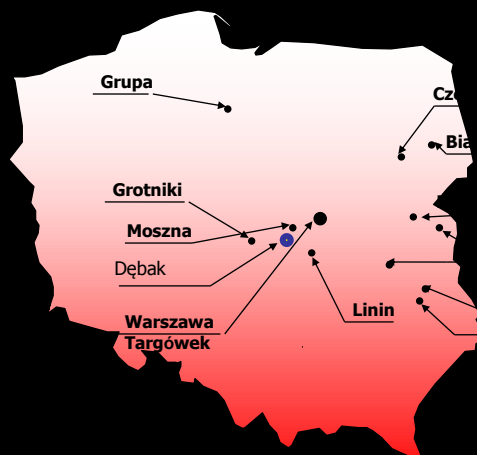 Grupa
Grotniki
Moszna
Dębak
Warszawa
Targówek
Linin